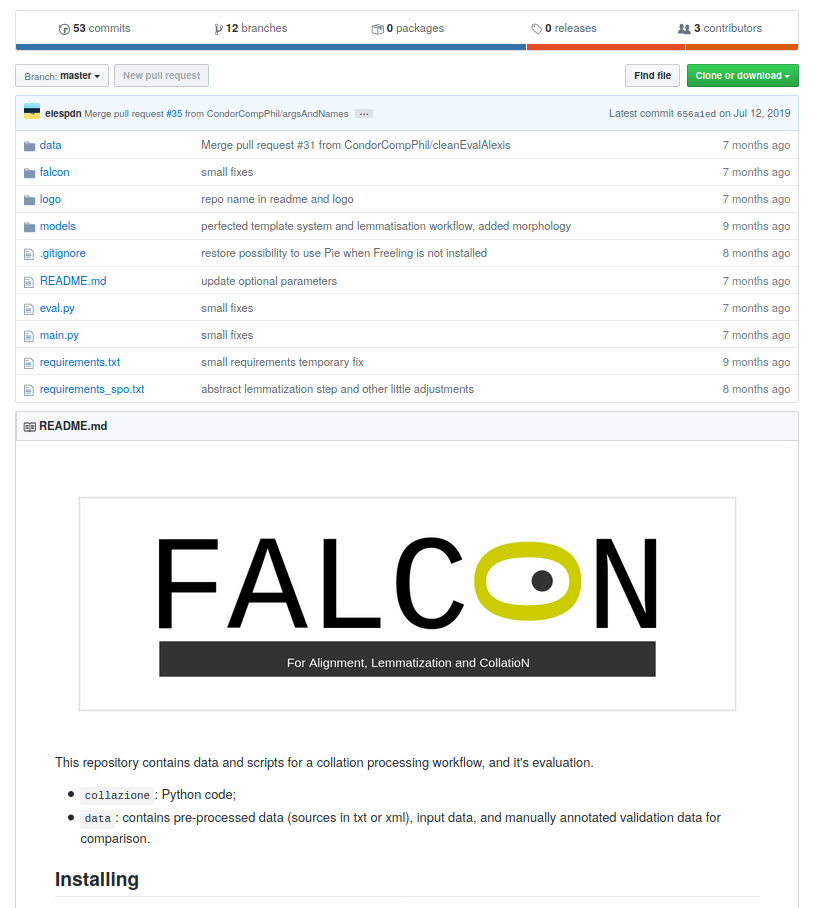 53 commits 12 branches 0 packages 0 releases 3 contributors
Branch: master New pull request Find file Clone or download
elespdn Merge pull request #35 from CondorCompPhil/argsAndNames ... Latest commit 656a1ed on Jul 12, 2019
data Merge pull request #31 from CondorCompPhil/cleanEvalAlexis 7 months ago
falcon small fixes 7 months ago
logo repo name in readme and logo 7 months ago
models perfected template system and lemmatisation workflow, added morphology 9 months ago
.gitignore restore possibility to use Pie when Freeling is not installed 8 months ago
README.md update optional parameters 7 months ago
eval.py small fixes 7 months ago
main.py small fixes 7 months ago
requirements.txt small requirements temporary fix 9 months ago
requirements_spo.txt abstract lemmatization step and other little adjustments 8 months ago
README.md
FALCON
For Alignment, Lemmatization and CollatioN
This repository contains data and scripts for a collation processing workflow, and it's evaluation.
collazione : Python code;
data : contains pre-processed data (sources in txt or xml), input data, and manually annotated validation data for
comparison.
Installing